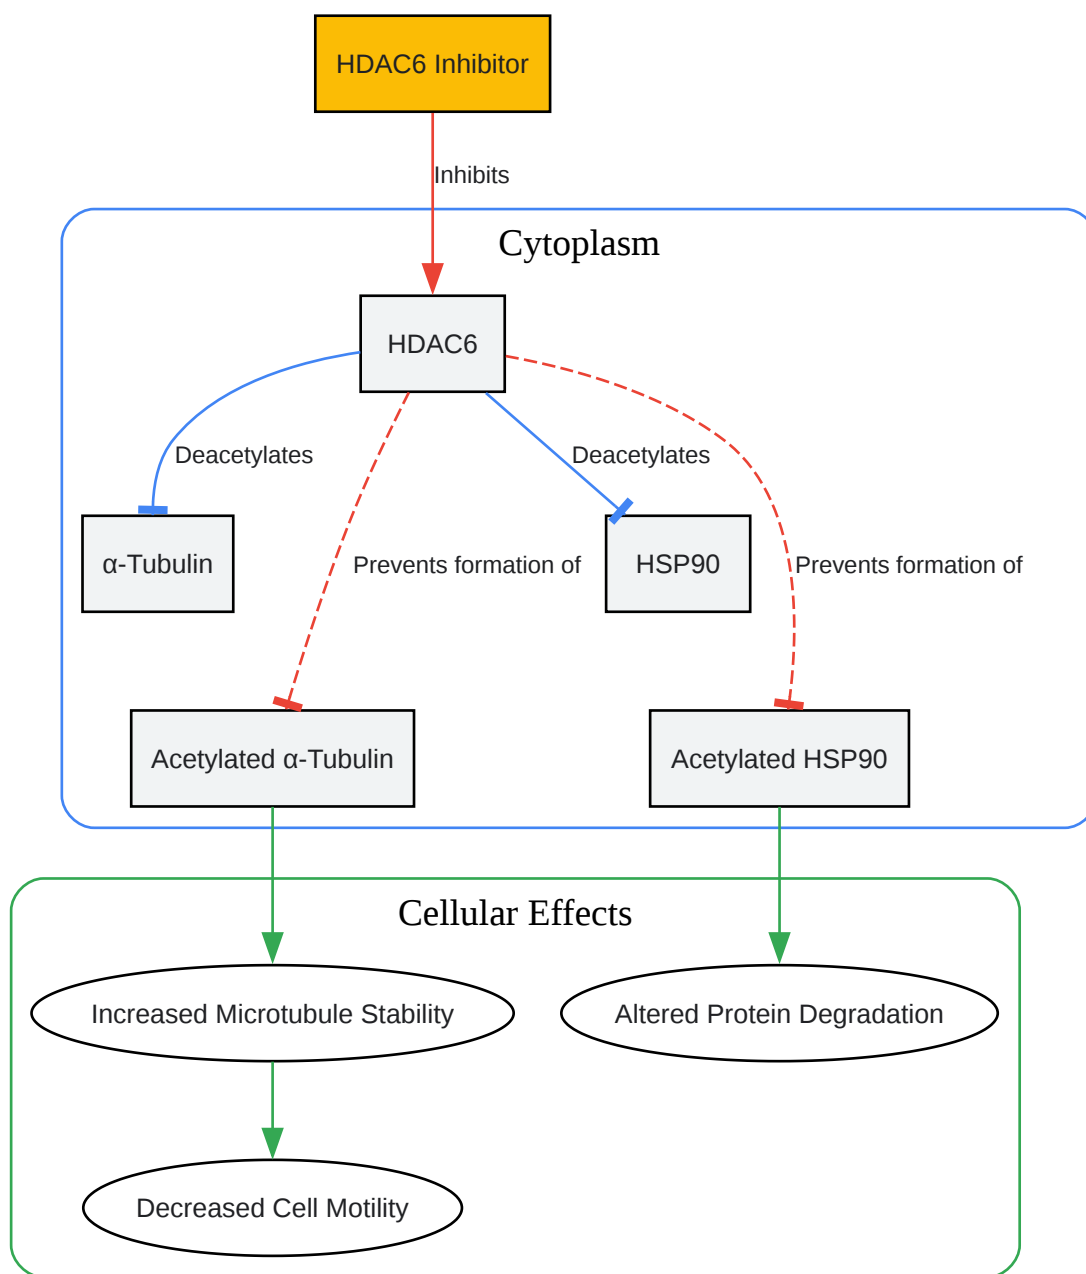 HDAC6 Inhibitor
Inhibits
Cytoplasm
HDAC6
Deacetylates
Deacetylates
α-Tubulin
Prevents formation of
HSP90
Prevents formation of
Acetylated α-Tubulin
Acetylated HSP90
Cellular Effects
Increased Microtubule Stability
Altered Protein Degradation
Decreased Cell Motility